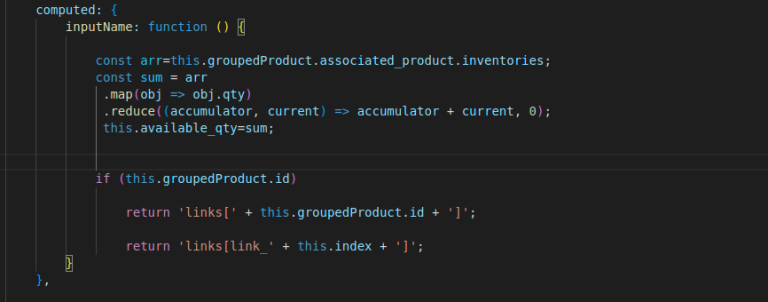 computed: {
inputName: function () {
const arr=this.groupedProduct.associated_product.inventories;
const sum = arr
.map(obj => obj.qty)
.reduce((accumulator, current) => accumulator + current, 0);
this.available_qty=sum;
if (this.groupedProduct.id)
return 'links[' + this.groupedProduct.id + ']';
return 'links[link_' + this.index + ']';
}
},